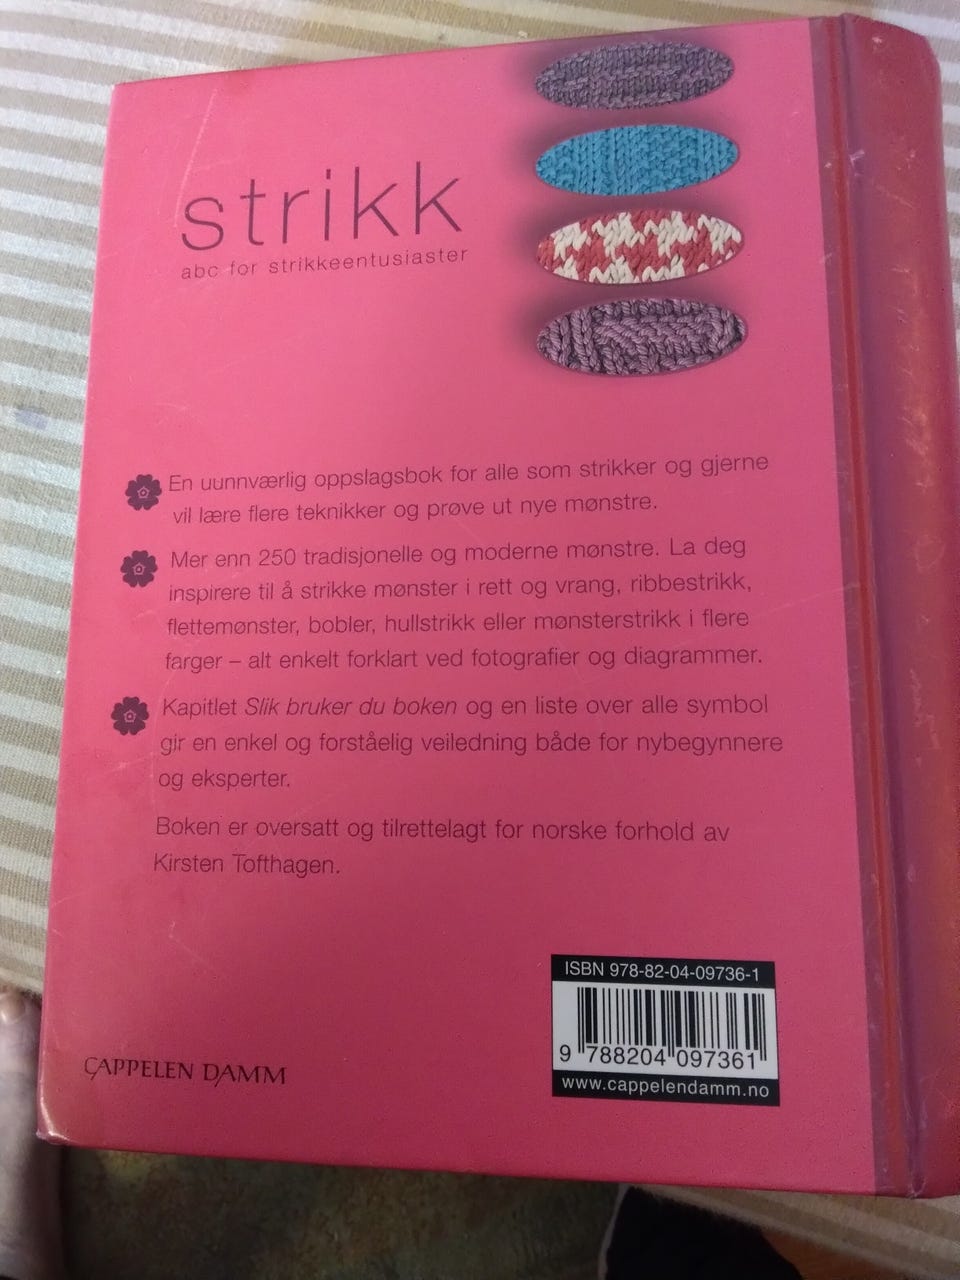 strikk
abc for strikkeentusiaster
En uunnværlig oppslagsbok for alle som strikker og gjerne
vil lære flere teknikker og prøve ut nye mønstre.
Mer enn 250 tradisjonelle og moderne mønstre. La deg
inspirere til å strikke mønster i rett og vrang, ribbestrikk,
flettemønster, bobler, hullstrikk eller mønsterstrikk i flere
farger – alt enkelt forklart ved fotografier og diagrammer.
Kapitlet Slik bruker du boken og en liste over alle symbol
gir en enkel og forståelig veiledning både for nybegynnere
og eksperter.
Boken er oversatt og tilrettelagt for norske forhold av
Kirsten Tofthagen.
ISBN 978-82-04-09736-1
9 788204 097361
www.cappelendamm.no
CAPPELEN DAMM